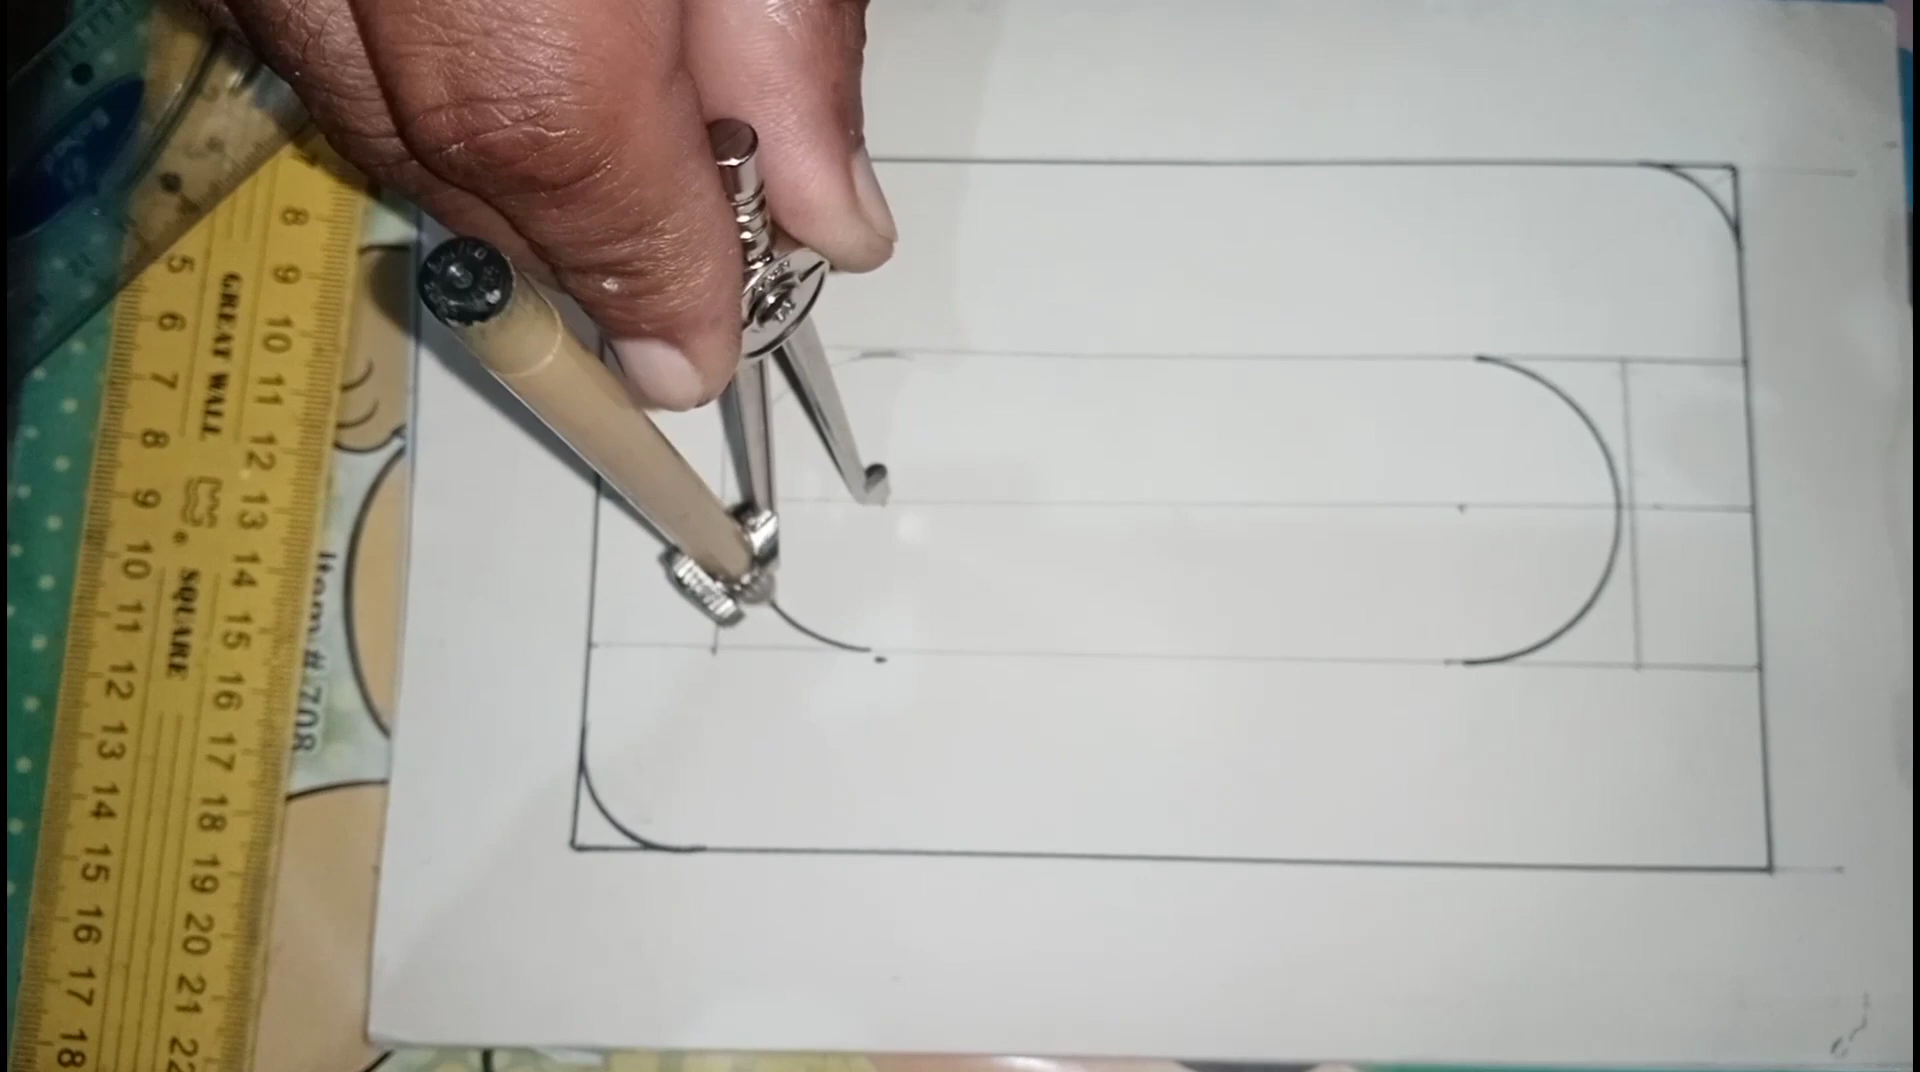 8 9 10 11 12 13 14 15 16 17 18 19 20 21 22
GREAT WALL ® SQUARE
5 6 7 8 9 10 11 12 13 14 15 16 17 18
Item # 7708